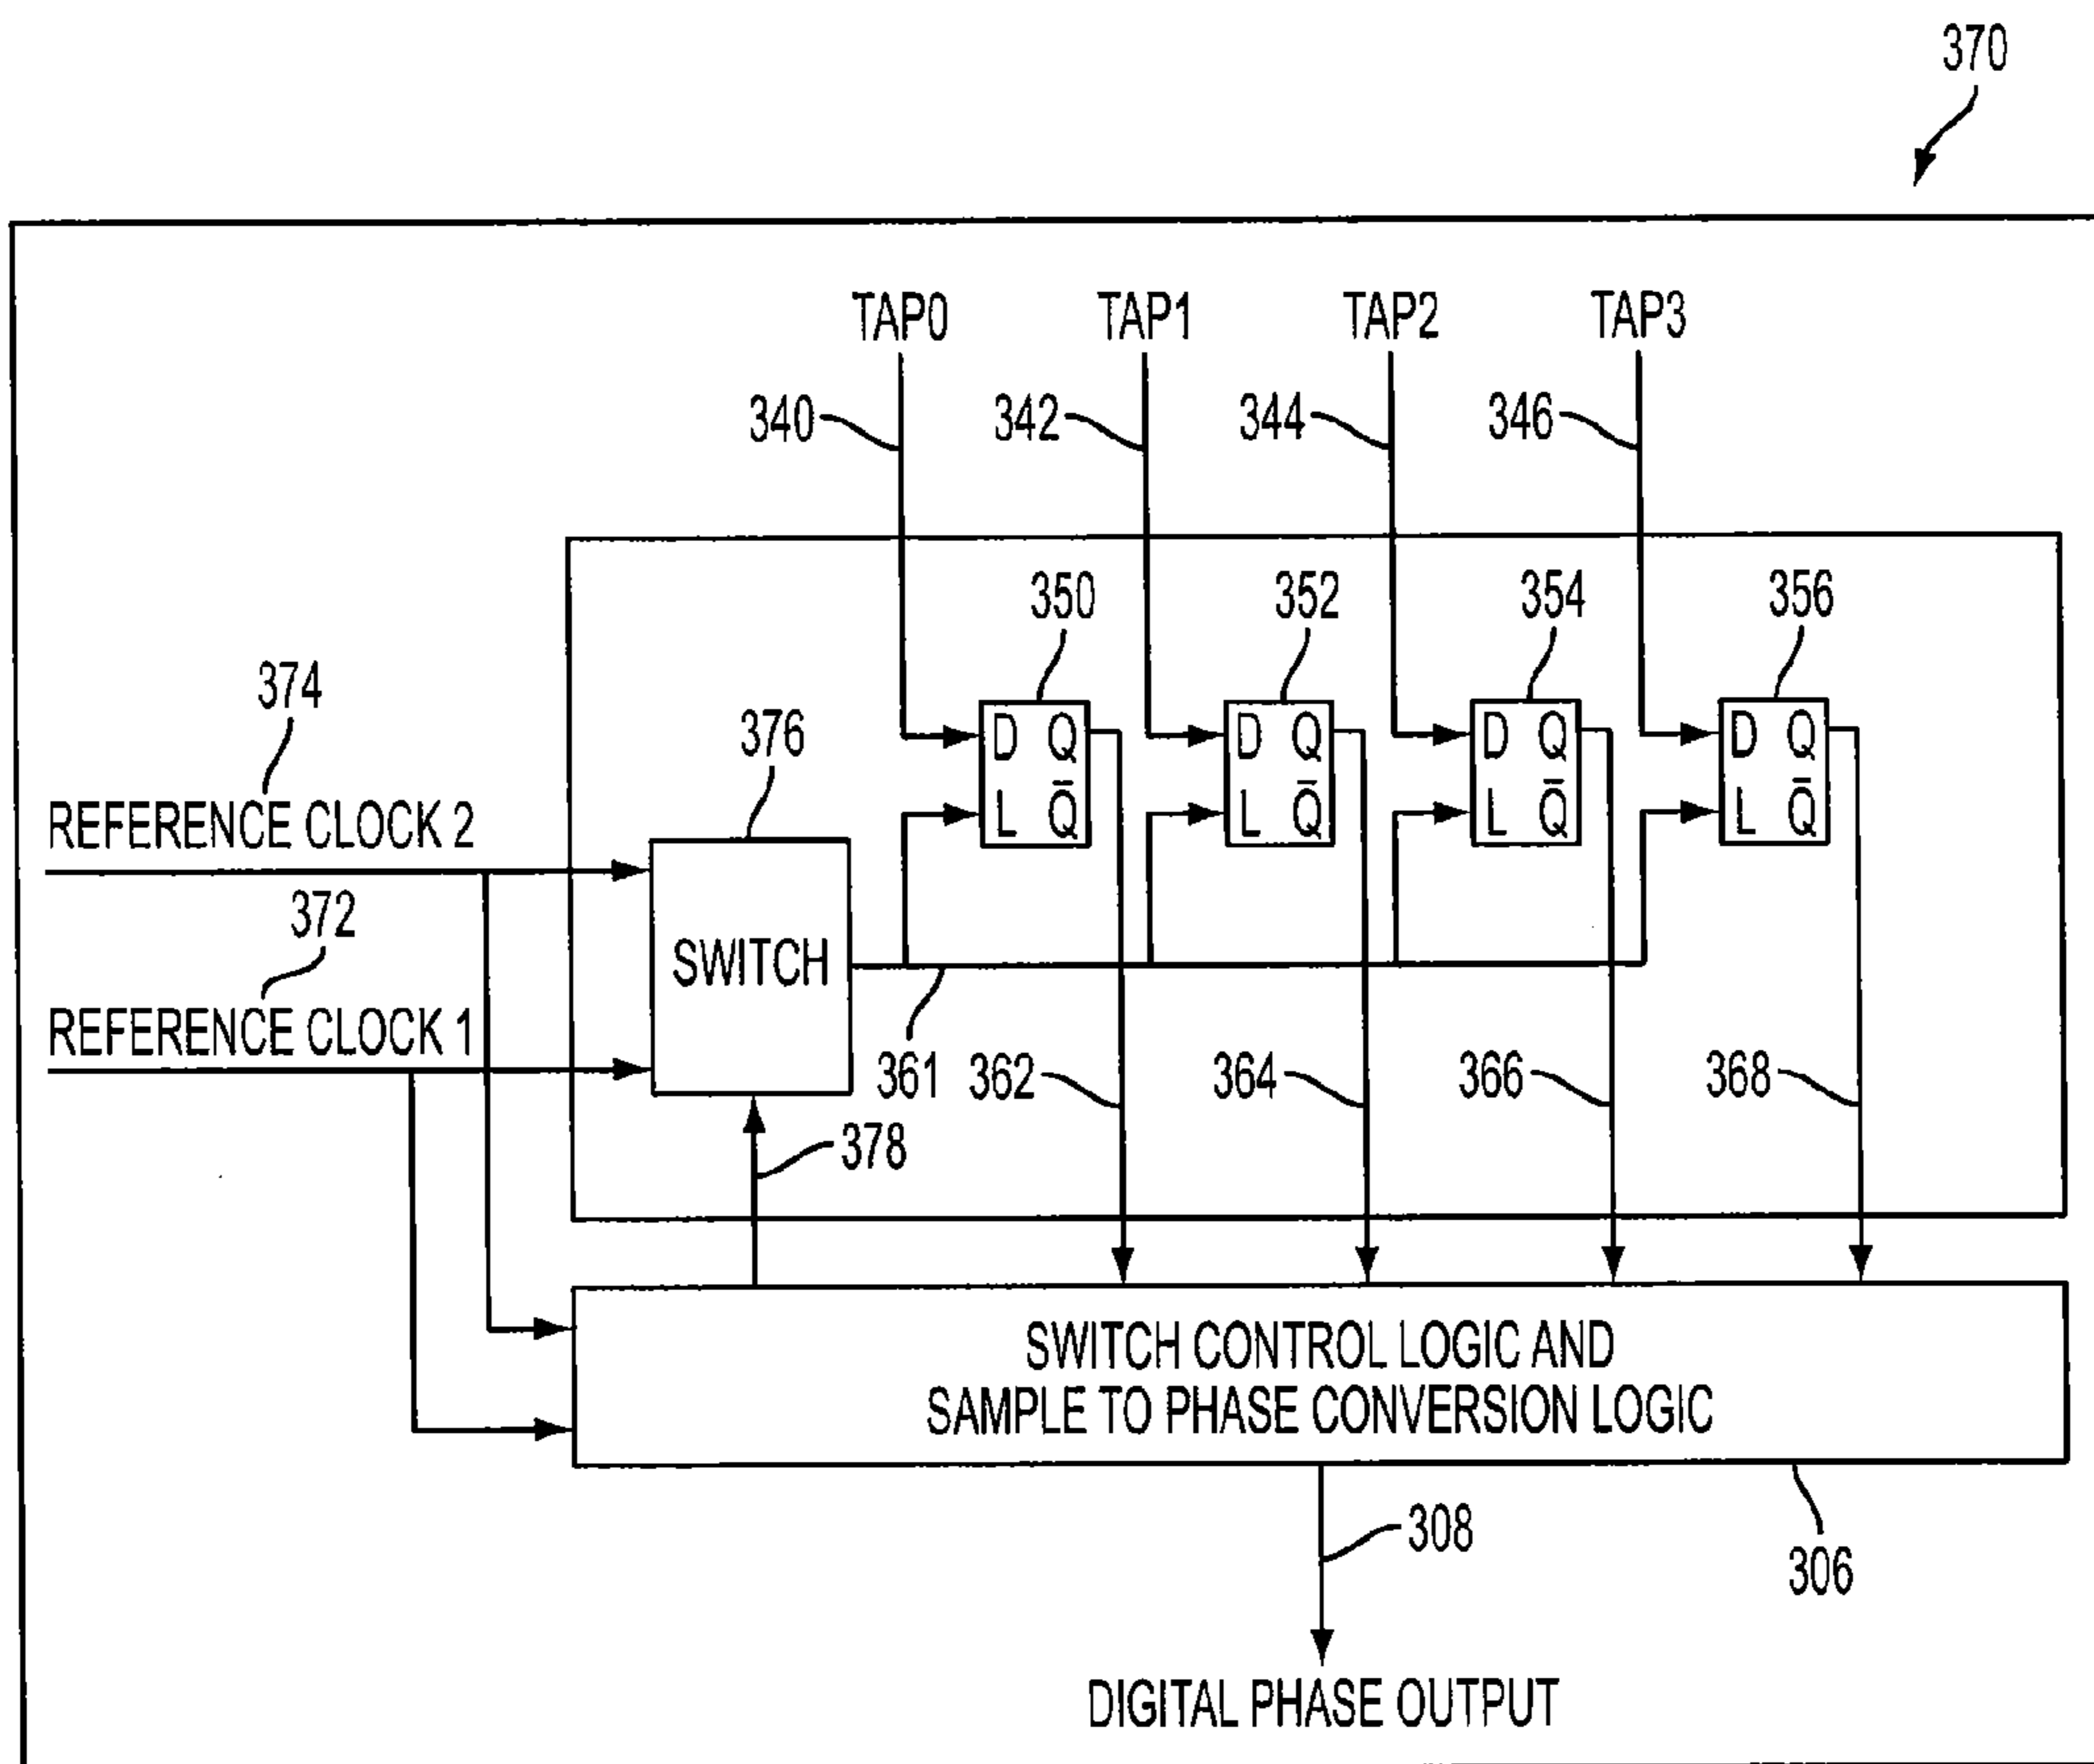 370
TAP0 TAP1 TAP2 TAP3
340 342 344 346
350 352 354 356
374
376
D Q D Q D Q D Q
REFERENCE CLOCK 2
L Q̄ L Q̄ L Q̄ L Q̄
372
SWITCH
REFERENCE CLOCK 1
361 362 364 366 368
378
SWITCH CONTROL LOGIC AND
SAMPLE TO PHASE CONVERSION LOGIC
308
306
DIGITAL PHASE OUTPUT